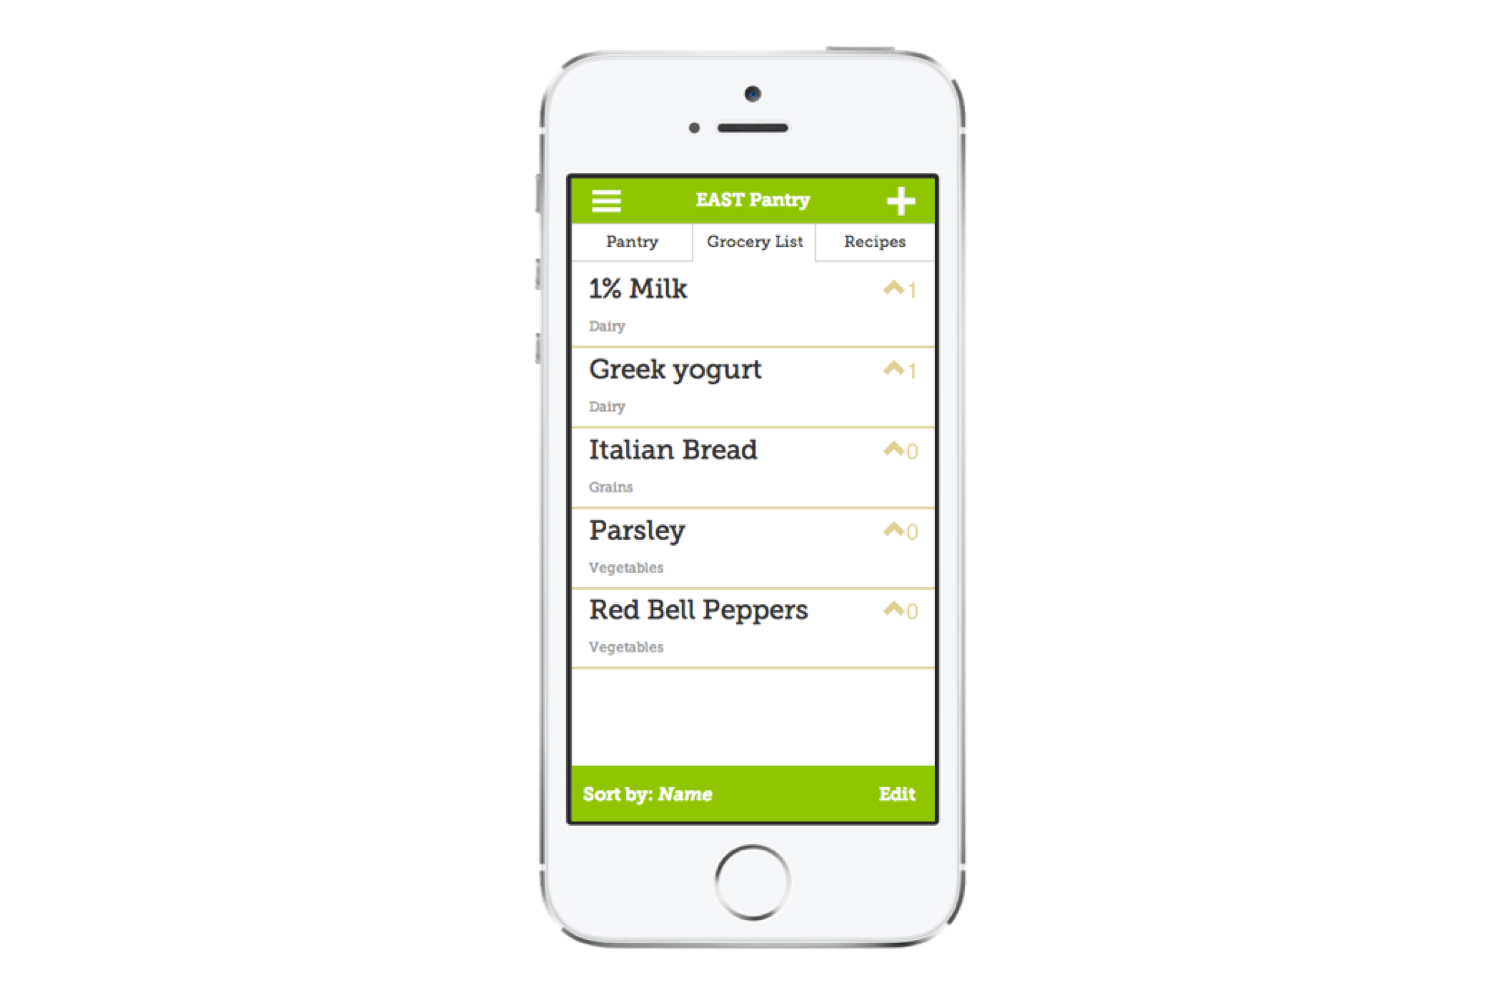 EAST Pantry
Pantry Grocery List Recipes
1% Milk 1
Dairy
Greek yogurt 1
Dairy
Italian Bread 0
Grains
Parsley 0
Vegetables
Red Bell Peppers 0
Vegetables
Sort by: Name Edit